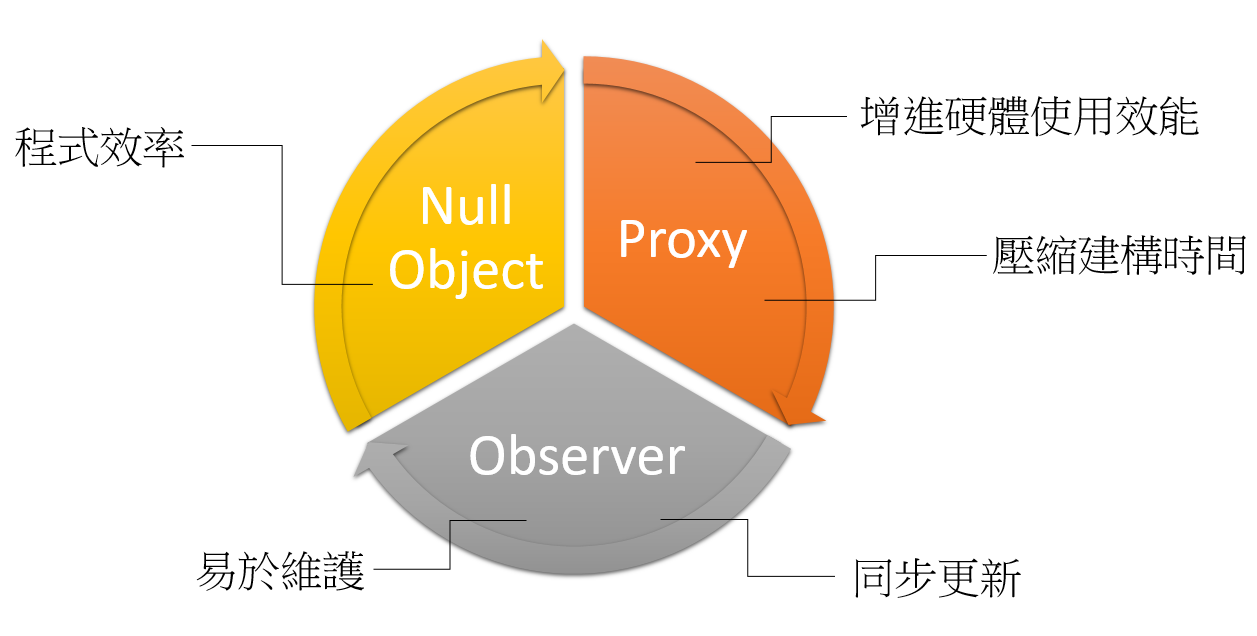 增進硬體使用效能
程式效率
Null
Object
Proxy
壓縮建構時間
Observer
易於維護
同步更新